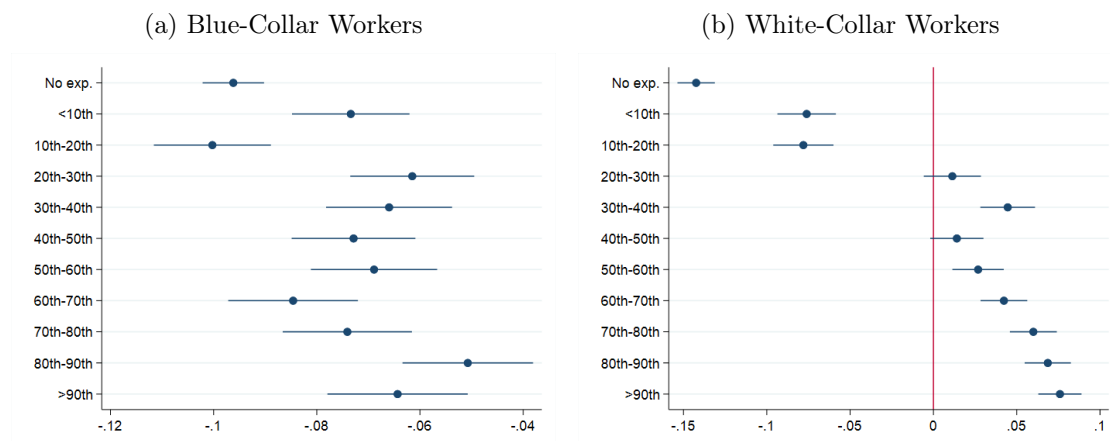 (a) Blue-Collar Workers
No exp.
<10th
10th-20th
20th-30th
30th-40th
40th-50th
50th-60th
60th-70th
70th-80th
80th-90th
>90th
-.12 -.1 -.08 -.06 -.04
(b) White-Collar Workers
No exp.
<10th
10th-20th
20th-30th
30th-40th
40th-50th
50th-60th
60th-70th
70th-80th
80th-90th
>90th
-.15 -.1 -.05 0 .05 .1